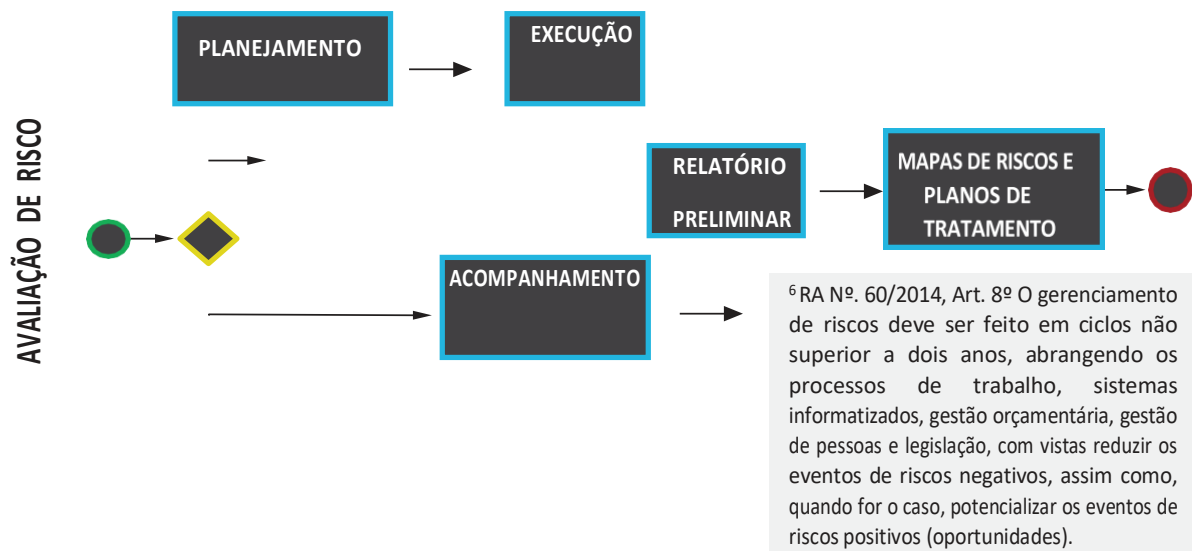 AVALIAÇÃO DE RISCO
PLANEJAMENTO
EXECUÇÃO
RELATÓRIO
PRELIMINAR
MAPAS DE RISCOS E
PLANOS DE
TRATAMENTO
ACOMPANHAMENTO
⁶ RA Nº. 60/2014, Art. 8º O gerenciamento
de riscos deve ser feito em ciclos não
superior a dois anos, abrangendo os
processos de trabalho, sistemas
informatizados, gestão orçamentária, gestão
de pessoas e legislação, com vistas reduzir os
eventos de riscos negativos, assim como,
quando for o caso, potencializar os eventos de
riscos positivos (oportunidades).